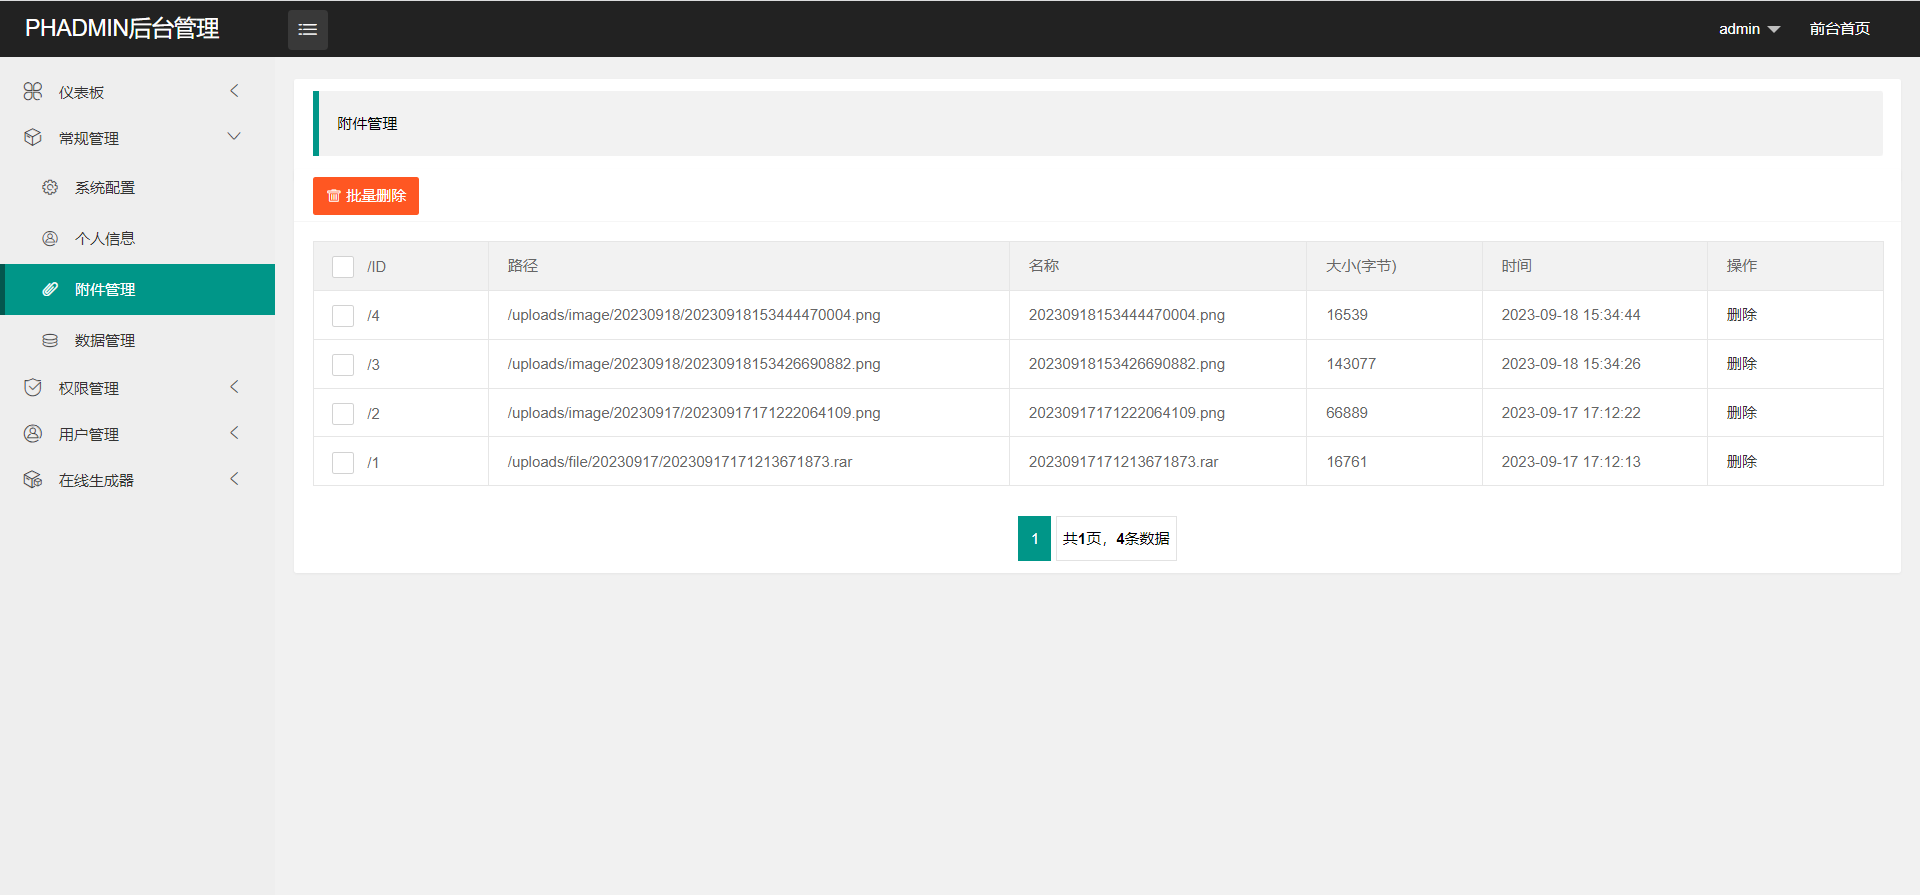 PHADMIN后台管理
admin 前台首页
仪表板
常规管理
系统配置
个人信息
附件管理
数据管理
权限管理
用户管理
在线生成器
附件管理
批量删除
/ID 路径 名称 大小(字节) 时间 操作
/4 /uploads/image/20230918/20230918153444470004.png 20230918153444470004.png 16539 2023-09-18 15:34:44 删除
/3 /uploads/image/20230918/20230918153426690882.png 20230918153426690882.png 143077 2023-09-18 15:34:26 删除
/2 /uploads/image/20230917/20230917171222064109.png 20230917171222064109.png 66889 2023-09-17 17:12:22 删除
/1 /uploads/file/20230917/20230917171213671873.rar 20230917171213671873.rar 16761 2023-09-17 17:12:13 删除
1 共1页，4条数据